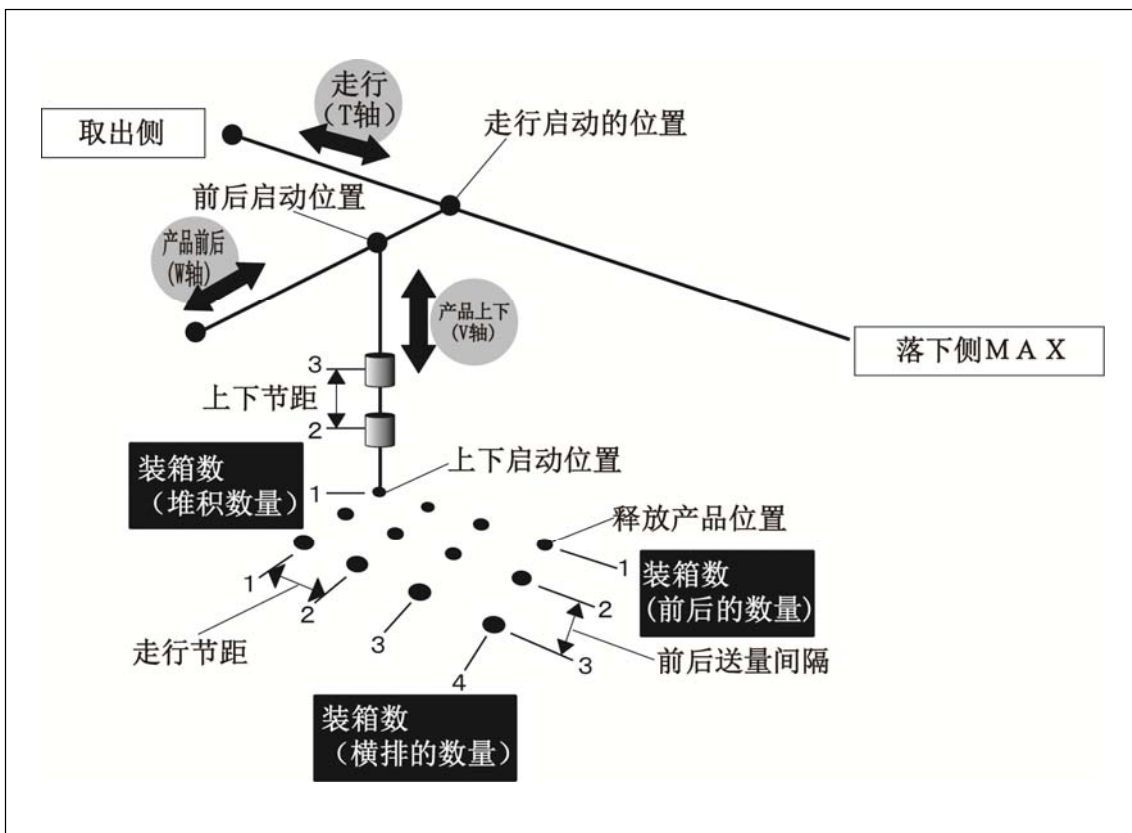 走行
（T轴）
取出侧
走行启动的位置
前后启动位置
产品前后
(W轴)
产品上下
(V轴)
落下侧ＭＡＸ
3
上下节距
2
装箱数
（堆积数量）
上下启动位置
1
释放产品位置
1
装箱数
(前后的数量)
2
3
前后送量间隔
1
2
3
4
走行节距
装箱数
（横排的数量）